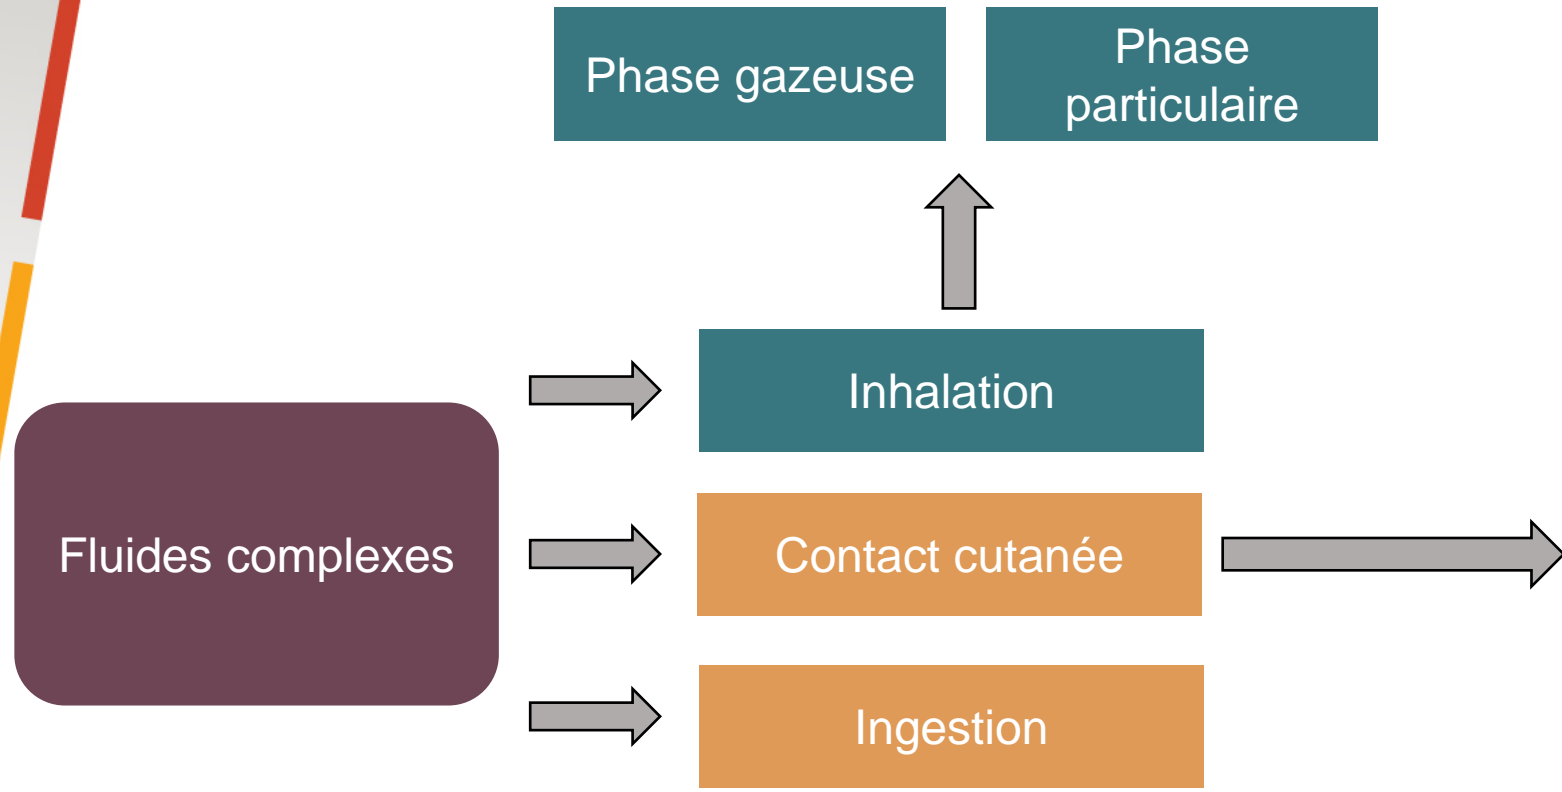 Phase gazeuse
Phase
particulaire
Inhalation
Fluides complexes
Contact cutanée
Ingestion